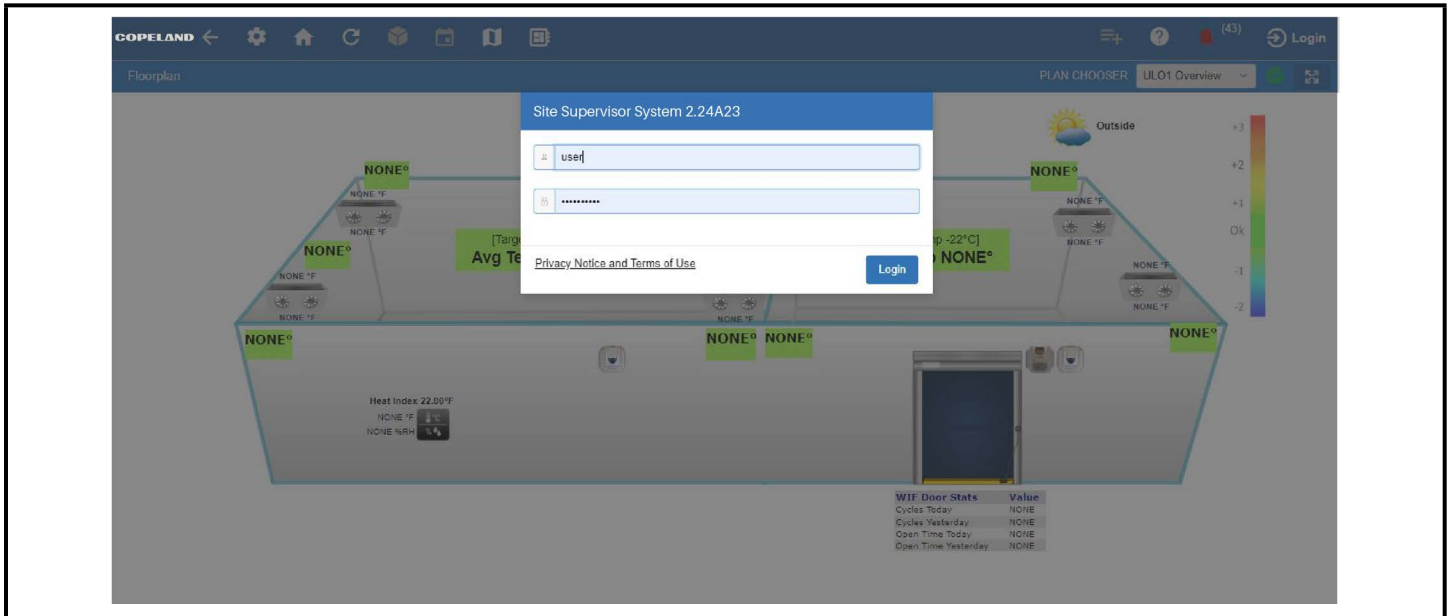 COPELAND
(43)
Login
Floorplan
PLAN CHOOSER
ULO1 Overview
Site Supervisor System 2.24A23
user
••••••••••
Privacy Notice and Terms of Use
Login
Outside
+3
+2
+1
Ok
-1
-2
NONE°
NONE °F
NONE °F
NONE°
NONE °F
NONE °F
NONE°
[Targe
Avg Te
np -22°C]
NONE°
NONE°
NONE °F
NONE °F
NONE °F
NONE °F
NONE°
NONE °F
NONE° NONE°
Heat Index 22.00°F
NONE °F
°C
NONE %RH
%
WIF Door Stats Value
Cycles Today NONE
Cycles Yesterday NONE
Open Time Today NONE
Open Time Yesterday NONE